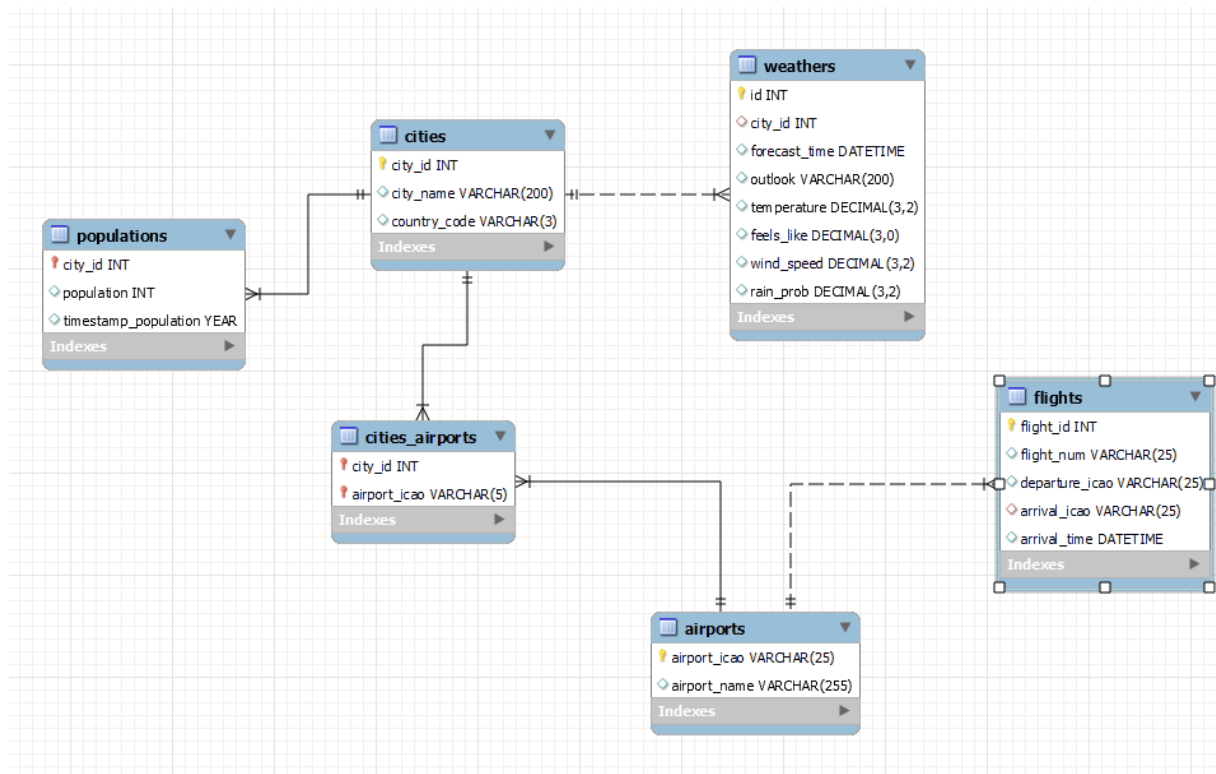 weathers
id INT
city_id INT
forecast_time DATETIME
outlook VARCHAR(200)
temperature DECIMAL(3,2)
feels_like DECIMAL(3,0)
wind_speed DECIMAL(3,2)
rain_prob DECIMAL(3,2)
Indexes
cities
city_id INT
city_name VARCHAR(200)
country_code VARCHAR(3)
Indexes
populations
city_id INT
population INT
timestamp_population YEAR
Indexes
cities_airports
city_id INT
airport_icao VARCHAR(5)
Indexes
flights
flight_id INT
flight_num VARCHAR(25)
departure_icao VARCHAR(25)
arrival_icao VARCHAR(25)
arrival_time DATETIME
Indexes
airports
airport_icao VARCHAR(25)
airport_name VARCHAR(255)
Indexes